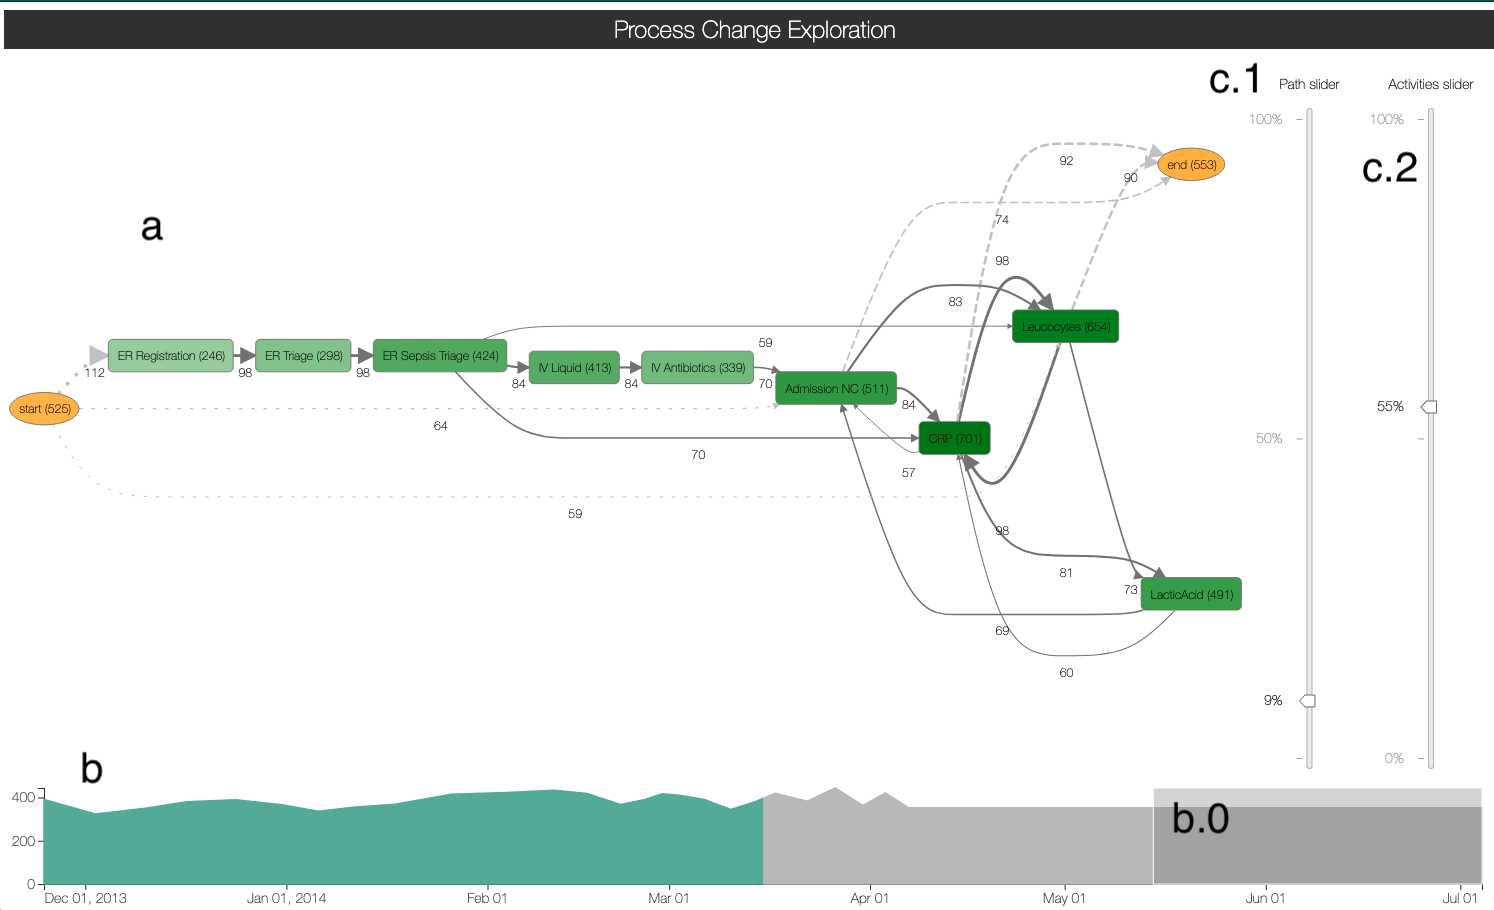 Process Change Exploration
c.1
Path slider
Activities slider
100%
100%
c.2
92
end (553)
90
a
74
98
83
Leucocytes (654)
59
ER Registration (246)
ER Triage (298)
ER Sepsis Triage (424)
IV Liquid (413)
IV Antibiotics (339)
112
98
98
84
84
70
Admission NC (511)
start (525)
84
55%
64
CRP (701)
50%
70
57
59
98
81
73
LacticAcid (491)
69
60
9%
b
0%
400
200
0
b.0
Dec 01, 2013
Jan 01, 2014
Feb 01
Mar 01
Apr 01
May 01
Jun 01
Jul 01